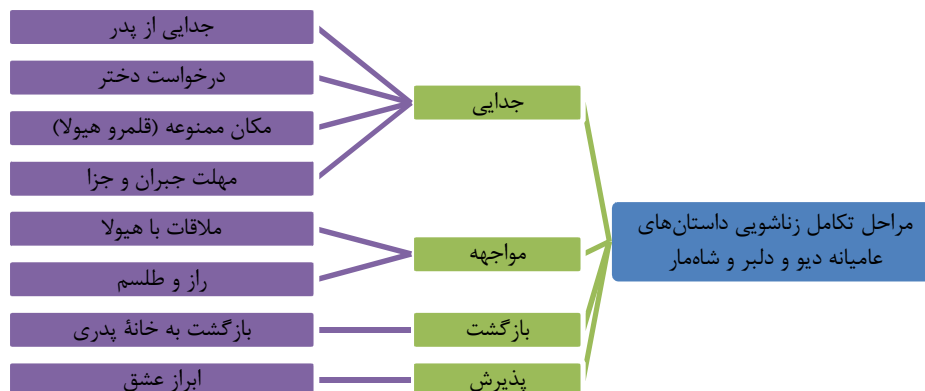 مراحل تکامل زناشویی داستان‌های
عامیانه دیو و دلبر و شاه‌مار
جدایی
جدایی از پدر
درخواست دختر
مکان ممنوعه (قلمرو هیولا)
مهلت جبران و جزا
مواجهه
ملاقات با هیولا
راز و طلسم
بازگشت
بازگشت به خانهٔ پدری
پذیرش
ابراز عشق